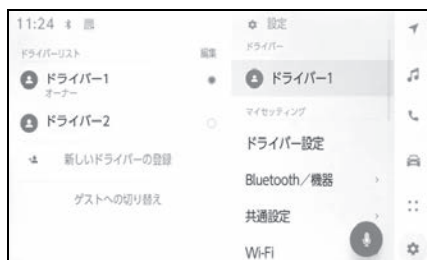 11:24
ドライバーリスト 編集
ドライバー1
オーナー
ドライバー2
新しいドライバーの登録
ゲストへの切り替え
設定
ドライバー
ドライバー1
マイセッティング
ドライバー設定
Bluetooth／機器
共通設定
Wi-Fi